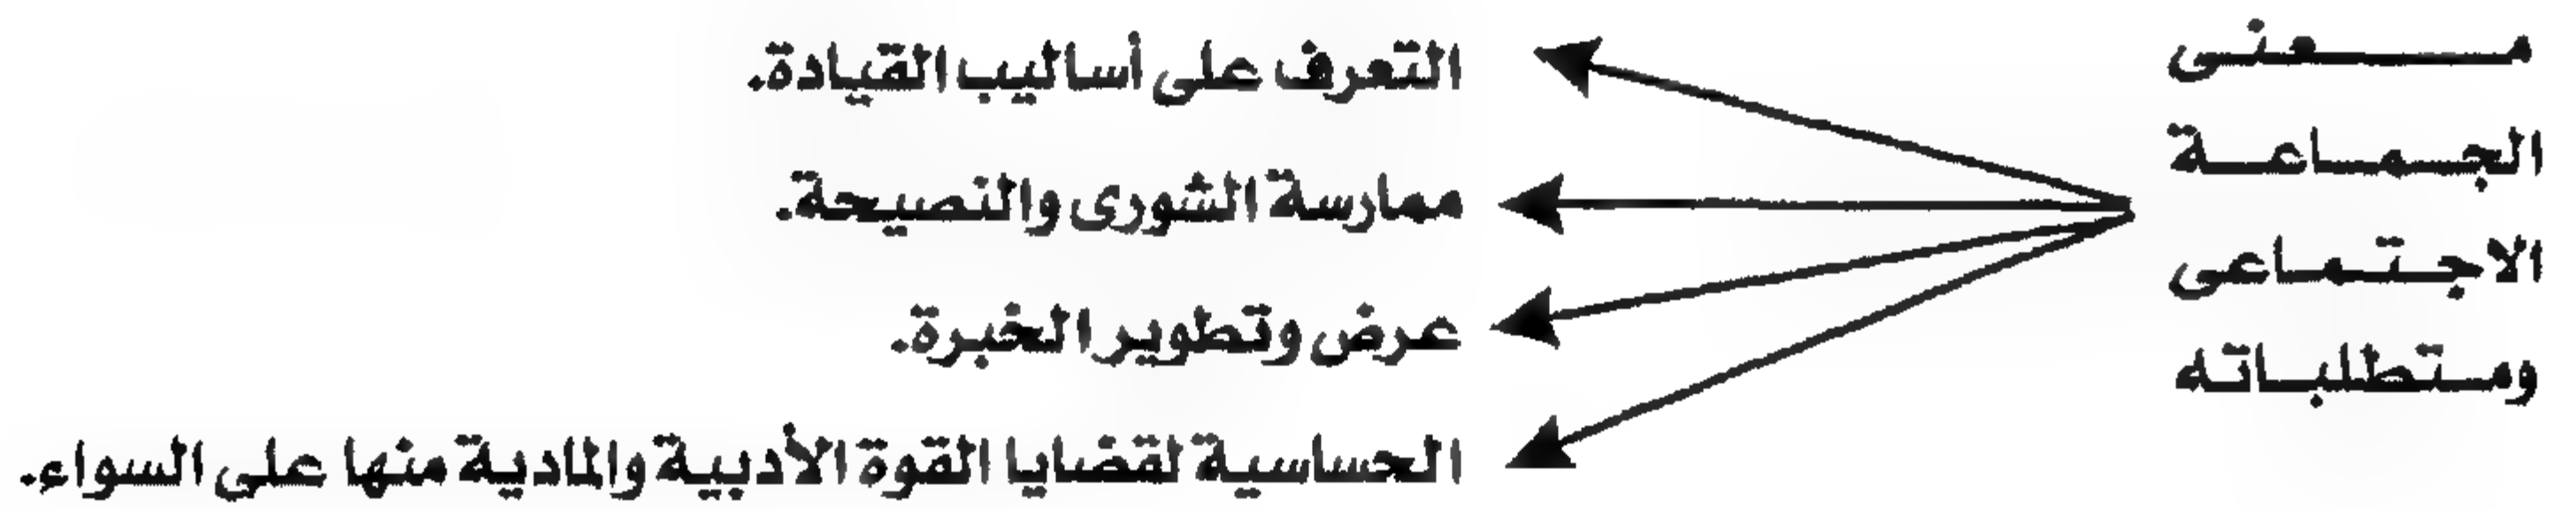 معنى
الجماعة
الاجتماعى
ومتطلباته
التعرف على أساليب القيادة.
ممارسة الشورى والنصيحة.
عرض وتطوير الخبرة.
الحساسية لقضايا القوة الأدبية والمادية منها على السواء.